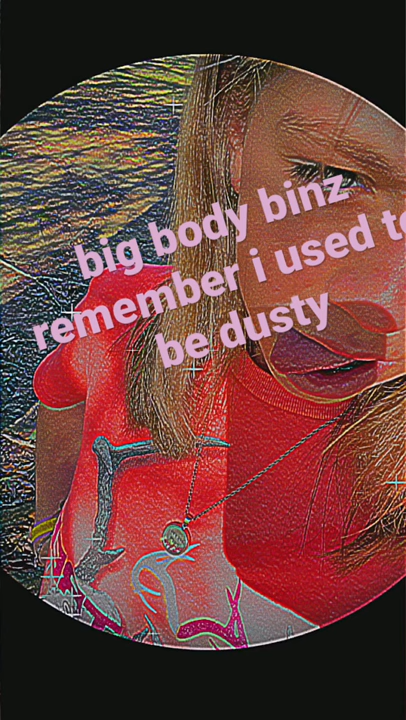 big body binz
remember i used to
be dusty